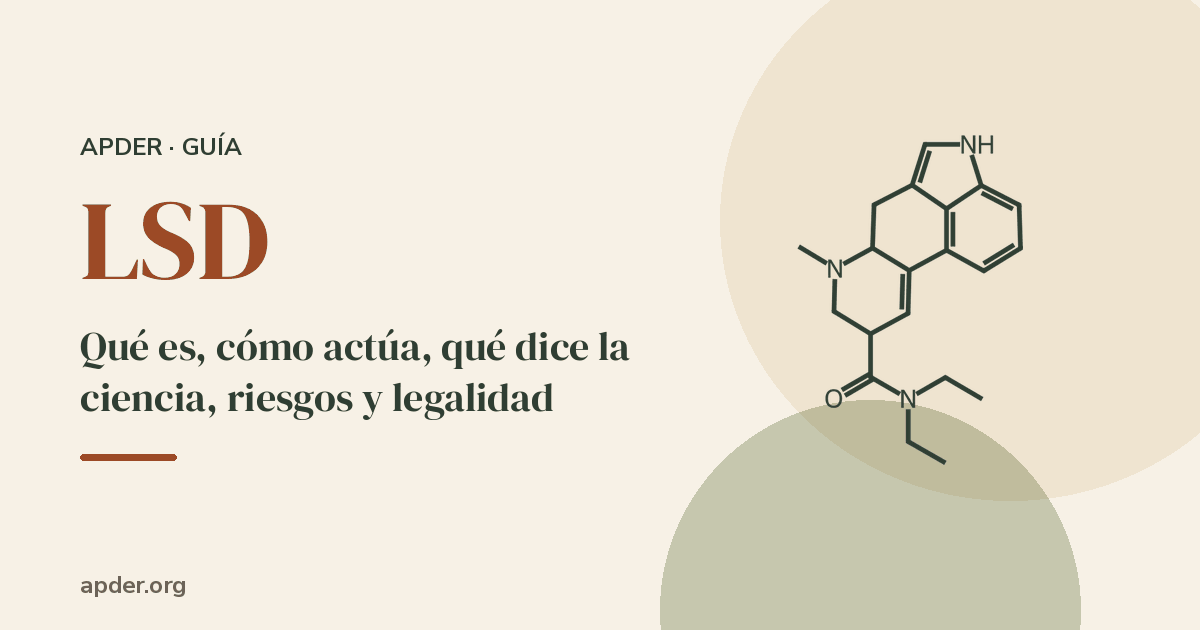 APDER · GUÍA
LSD
Qué es, cómo actúa, qué dice la
ciencia, riesgos y legalidad
apder.org
NH
N
O
N